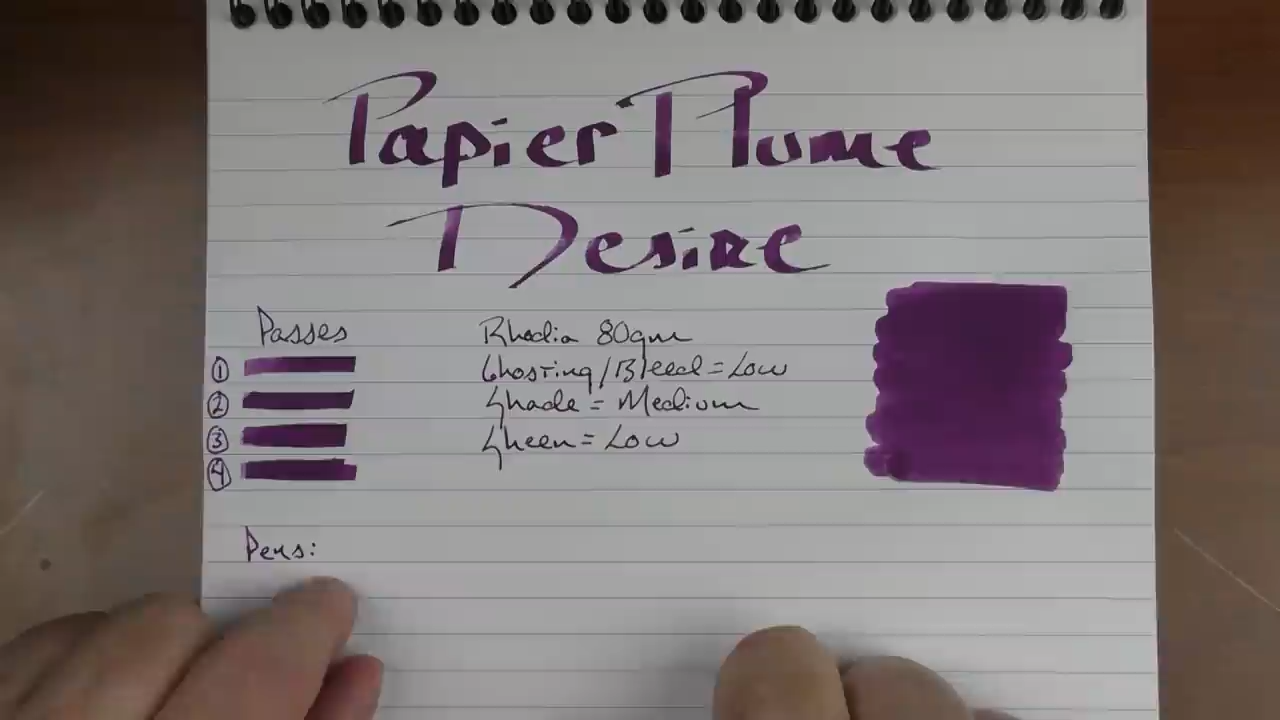 Papier Plume
Desire
Passes
①
②
③
④
Rhodia 80gm
Ghosting/Bleed = Low
Shade = Medium
Sheen = Low
Pens: